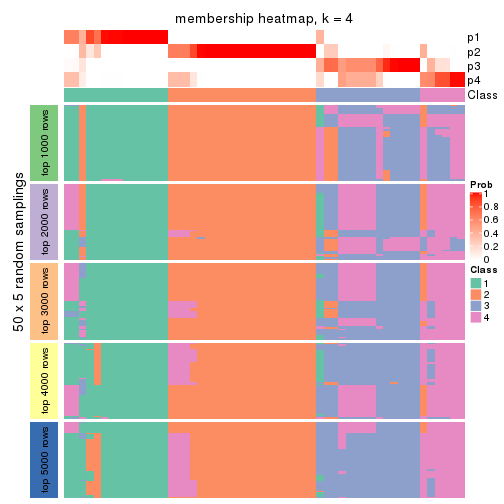 membership heatmap, k = 4
p1
p2
p3
p4
Class
50 x 5 random samplings
top 1000 rows
top 2000 rows
top 3000 rows
top 4000 rows
top 5000 rows
Prob
1
0.8
0.6
0.4
0.2
0
Class
1
2
3
4